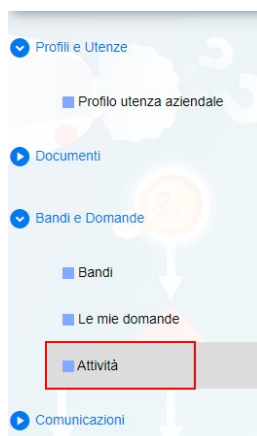 Profili e Utenze
Profilo utenza aziendale
Documenti
Bandi e Domande
Bandi
Le mie domande
Attività
Comunicazioni